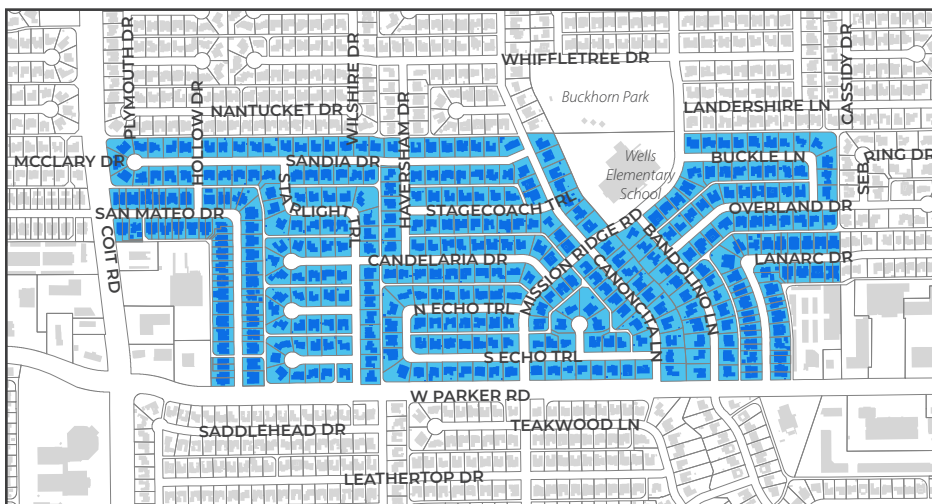 WHIFFLETREE DR
PLYMOUTH DR
HOLLOW DR
WILSHIRE DR
CASSIDY DR
Buckhorn Park
NANTUCKET DR
HAVERSHAM DR
LANDERSHIRE LN
MCCLARY DR
SANDIA DR
Wells
Elementary
School
BUCKLE LN
SEB
RING DR
STARLIGHT TRL
SAN MATEO DR
STAGECOACH TRL.
OVERLAND DR
COIT RD
MISSION RIDGE RD
BANDOLINO LN
CANDELARIA DR
CANONCITA LN
LANARC DR
N ECHO TRL
S ECHO TRL
W PARKER RD
SADDLEHEAD DR
TEAKWOOD LN
LEATHERTOP DR